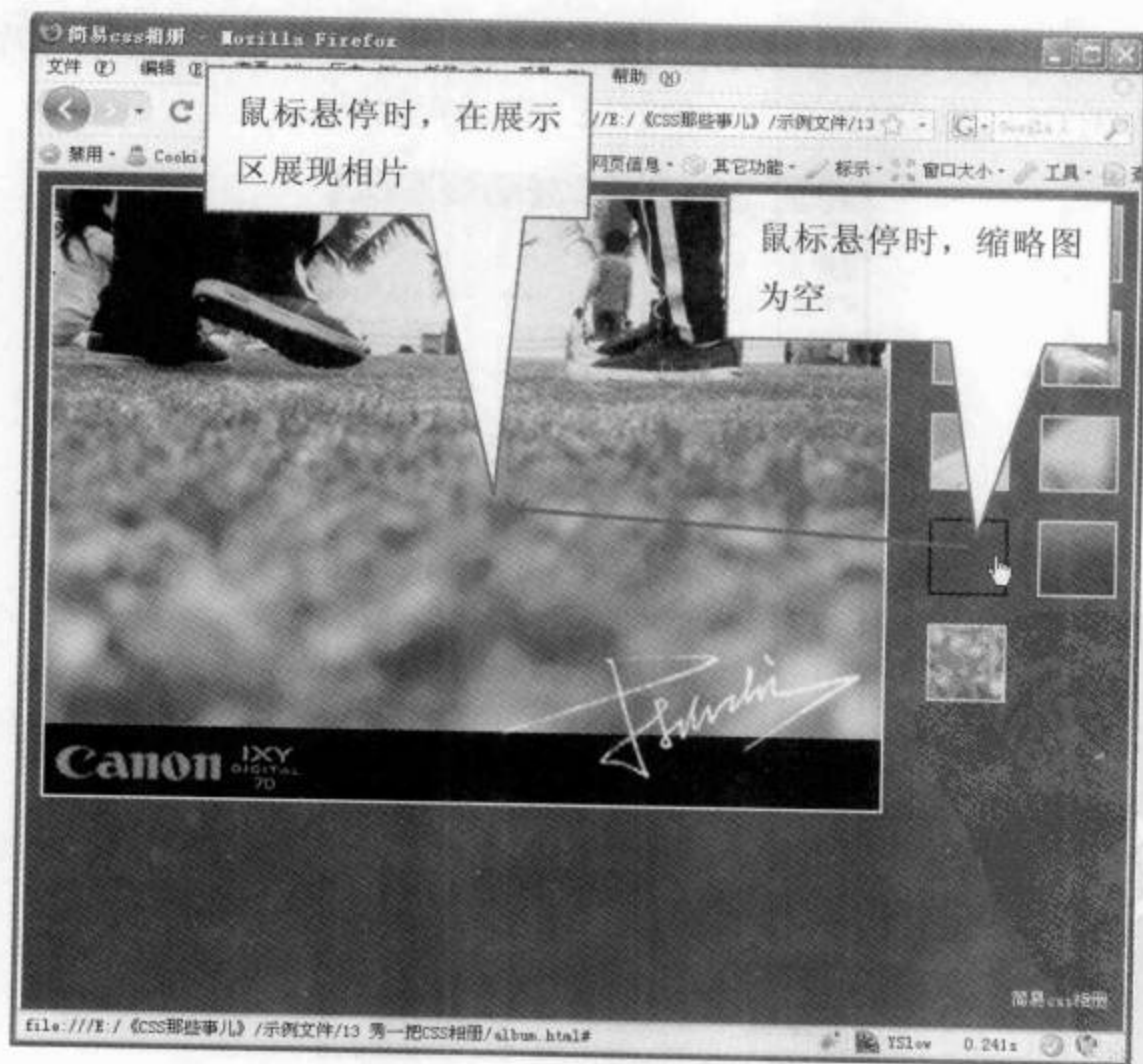 简易css相册 - Mozilla Firefox
文件 (F) 编辑 (E) 帮助 (H)
//E:/《CSS那些事儿》/示例文件/13
禁用 Cooki 网页信息 其它功能 标示 窗口大小 工具
鼠标悬停时，在展示
区展现相片
鼠标悬停时，缩略图
为空
Canon IXY
DIGITAL
70
简易css相册
file:///E:/《CSS那些事儿》/示例文件/13 秀一把CSS相册/album.html#
YSlow 0.241s